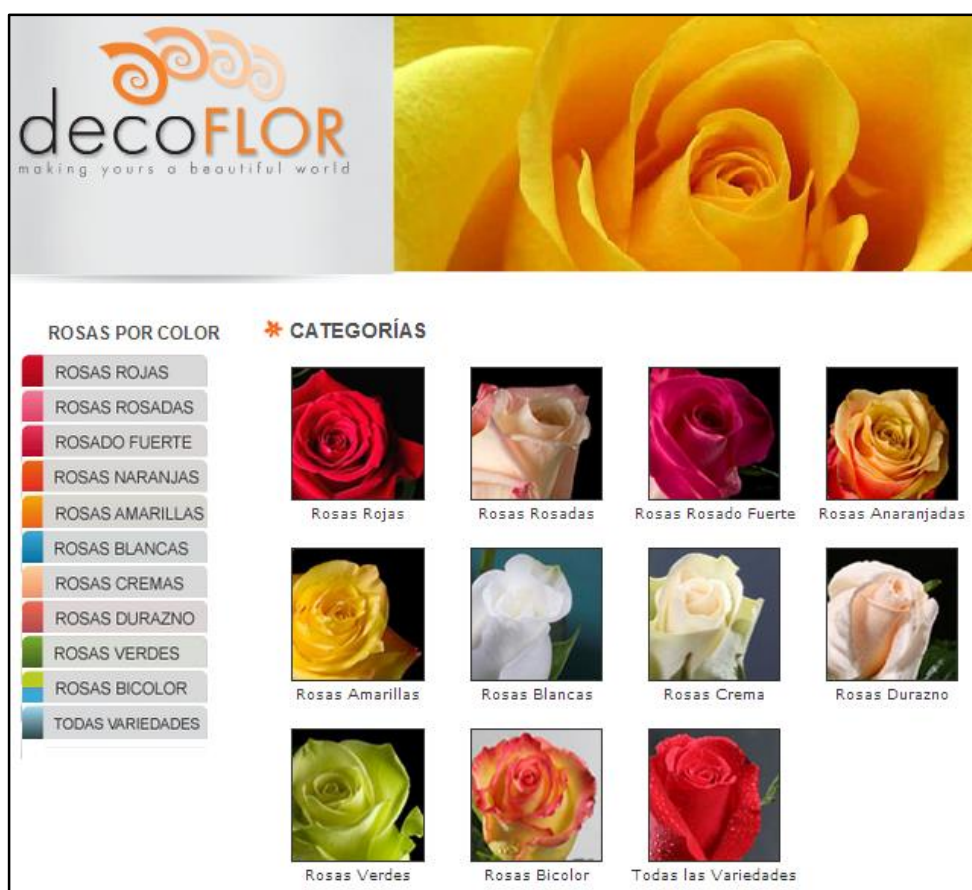 decoFLOR
making yours a beautiful world
ROSAS POR COLOR
ROSAS ROJAS
ROSAS ROSADAS
ROSADO FUERTE
ROSAS NARANJAS
ROSAS AMARILLAS
ROSAS BLANCAS
ROSAS CREMAS
ROSAS DURAZNO
ROSAS VERDES
ROSAS BICOLOR
TODAS VARIEDADES
CATEGORÍAS
Rosas Rojas
Rosas Rosadas
Rosas Rosado Fuerte
Rosas Anaranjadas
Rosas Amarillas
Rosas Blancas
Rosas Crema
Rosas Durazno
Rosas Verdes
Rosas Bicolor
Todas las Variedades